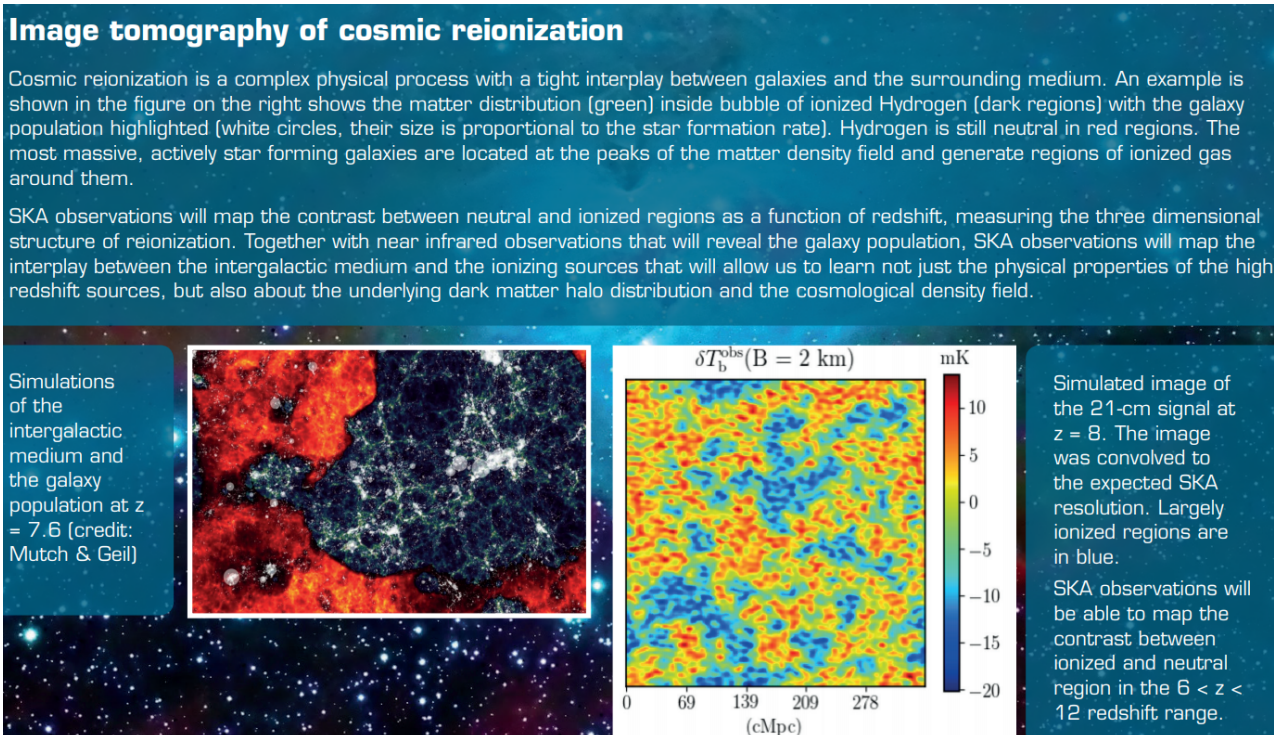 Image tomography of cosmic reionization
Cosmic reionization is a complex physical process with a tight interplay between galaxies and the surrounding medium. An example is
shown in the figure on the right shows the matter distribution (green) inside bubble of ionized Hydrogen (dark regions) with the galaxy
population highlighted (white circles, their size is proportional to the star formation rate). Hydrogen is still neutral in red regions. The
most massive, actively star forming galaxies are located at the peaks of the matter density field and generate regions of ionized gas
around them.
SKA observations will map the contrast between neutral and ionized regions as a function of redshift, measuring the three dimensional
structure of reionization. Together with near infrared observations that will reveal the galaxy population, SKA observations will map the
interplay between the intergalactic medium and the ionizing sources that will allow us to learn not just the physical properties of the high
redshift sources, but also about the underlying dark matter halo distribution and the cosmological density field.
Simulations
of the
intergalactic
medium and
the galaxy
population at z
= 7.6 (credit:
Mutch & Geil)
δT_b^obs(B = 2 km)
mK
10
5
0
−5
−10
−15
−20
0 69 139 209 278
(cMpc)
Simulated image of
the 21-cm signal at
z = 8. The image
was convolved to
the expected SKA
resolution. Largely
ionized regions are
in blue.
SKA observations will
be able to map the
contrast between
ionized and neutral
region in the 6 < z <
12 redshift range.